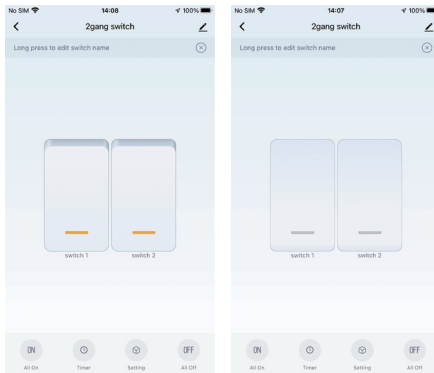 No SIM 14:08 100%
2gang switch
Long press to edit switch name
switch 1 switch 2
ON OFF
All On Timer Setting All Off
No SIM 14:07 100%
2gang switch
Long press to edit switch name
switch 1 switch 2
ON OFF
All On Timer Setting All Off